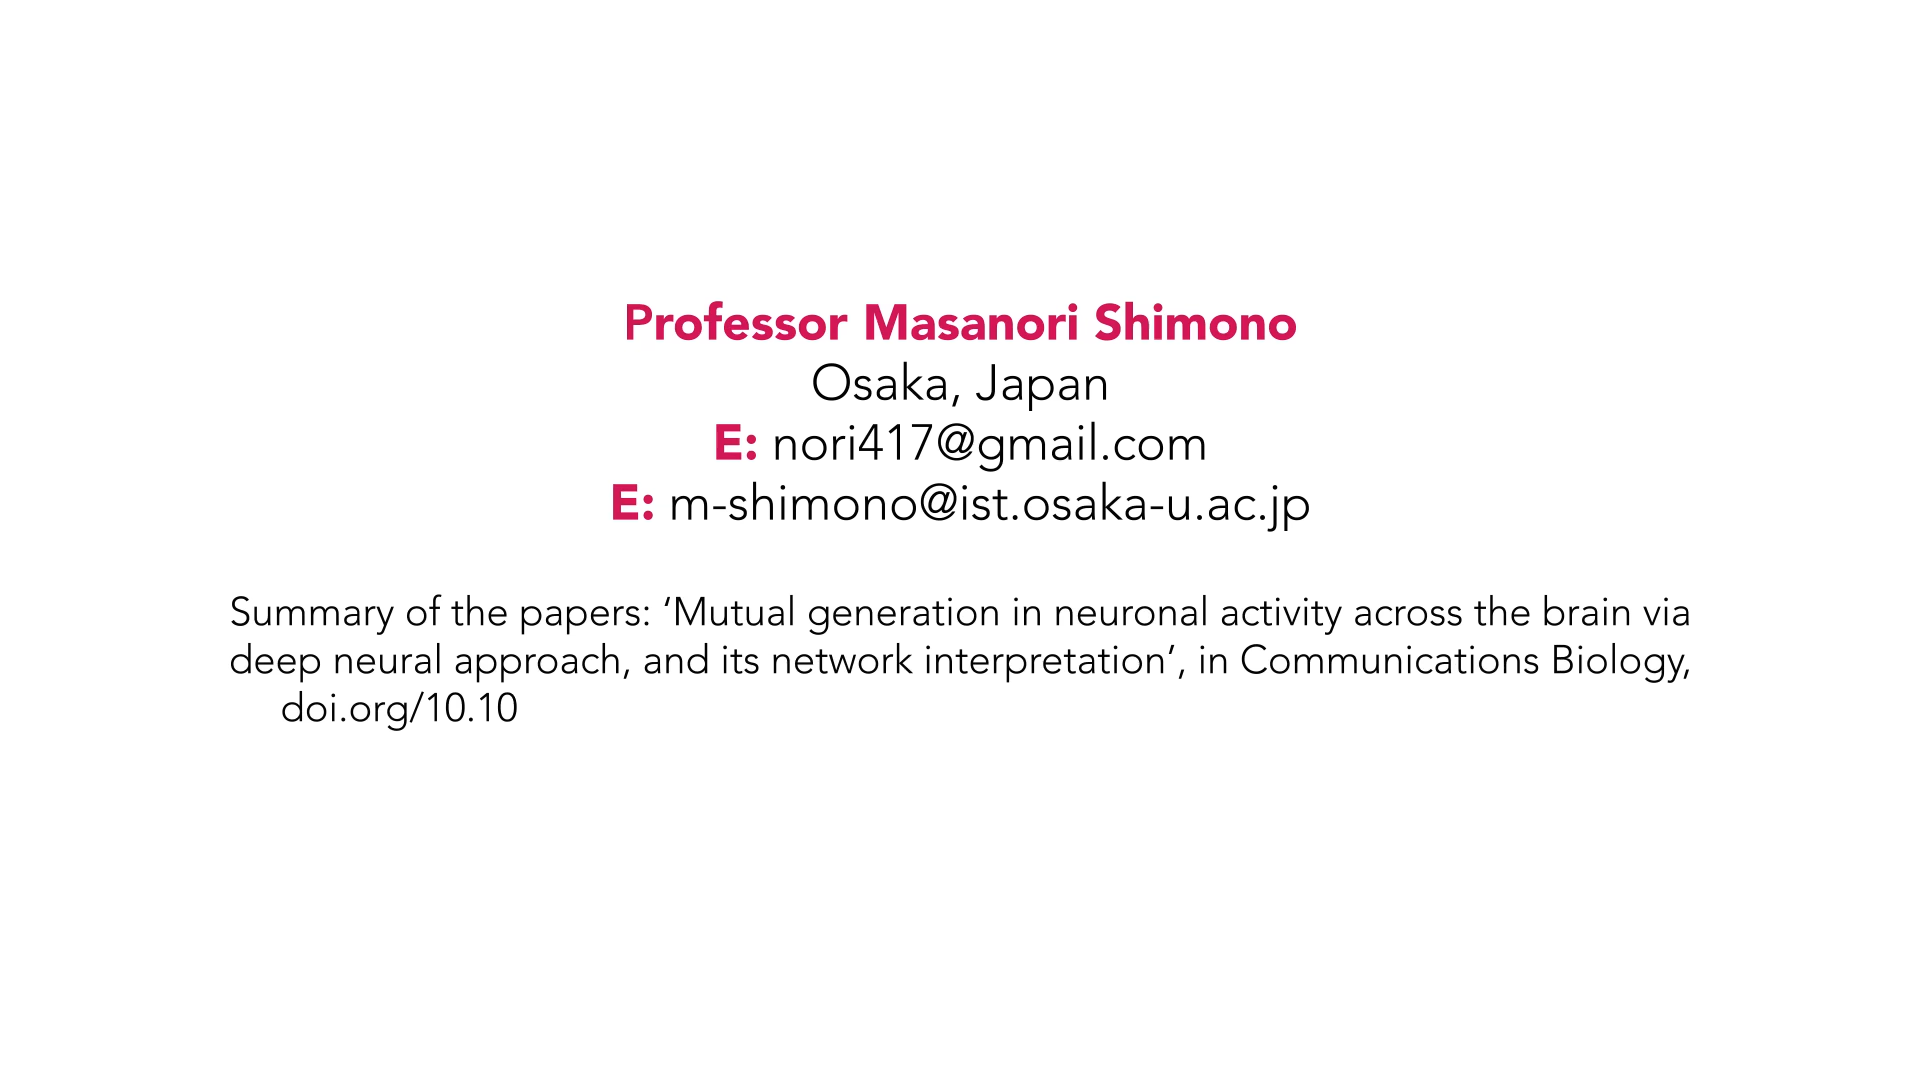 Professor Masanori Shimono
Osaka, Japan
E: nori417@gmail.com
E: m-shimono@ist.osaka-u.ac.jp
Summary of the papers: ‘Mutual generation in neuronal activity across the brain via
deep neural approach, and its network interpretation’, in Communications Biology,
doi.org/10.10